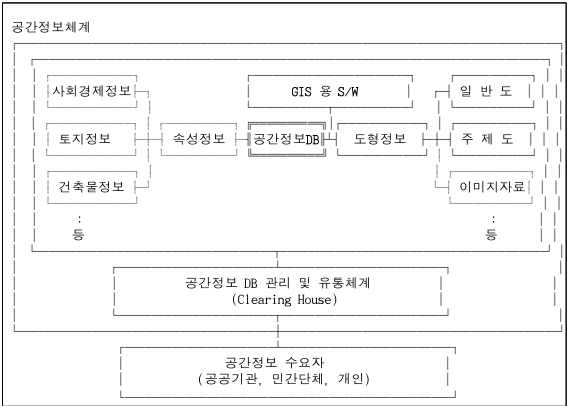 공간정보체계
사회경제정보 GIS 용 S/W 일 반 도
토지정보 속성정보 공간정보DB 도형정보 주 제 도
건축물정보 이미지자료
: :
등 등
공간정보 DB 관리 및 유통체계
(Clearing House)
공간정보 수요자
(공공기관, 민간단체, 개인)